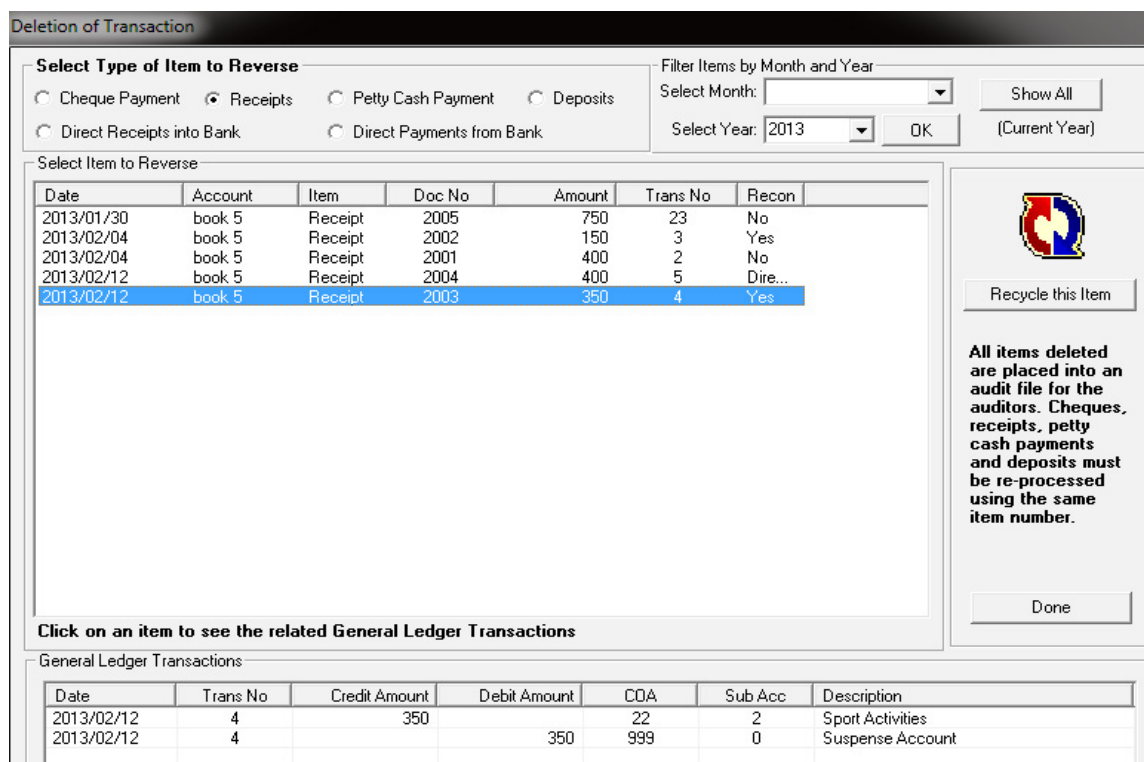 Deletion of Transaction
Select Type of Item to Reverse
Cheque Payment Receipts Petty Cash Payment Deposits
Direct Receipts into Bank Direct Payments from Bank
Filter Items by Month and Year
Select Month:
Show All
Select Year: 2013 OK (Current Year)
Select Item to Reverse
Date Account Item Doc No Amount Trans No Recon
2013/01/30 book 5 Receipt 2005 750 23 No
2013/02/04 book 5 Receipt 2002 150 3 Yes
2013/02/04 book 5 Receipt 2001 400 2 No
2013/02/12 book 5 Receipt 2004 400 5 Dire...
2013/02/12 book 5 Receipt 2003 350 4 Yes
Click on an item to see the related General Ledger Transactions
Recycle this Item
All items deleted
are placed into an
audit file for the
auditors. Cheques,
receipts, petty
cash payments
and deposits must
be re-processed
using the same
item number.
Done
General Ledger Transactions
Date Trans No Credit Amount Debit Amount COA Sub Acc Description
2013/02/12 4 350 22 2 Sport Activities
2013/02/12 4 350 999 0 Suspense Account